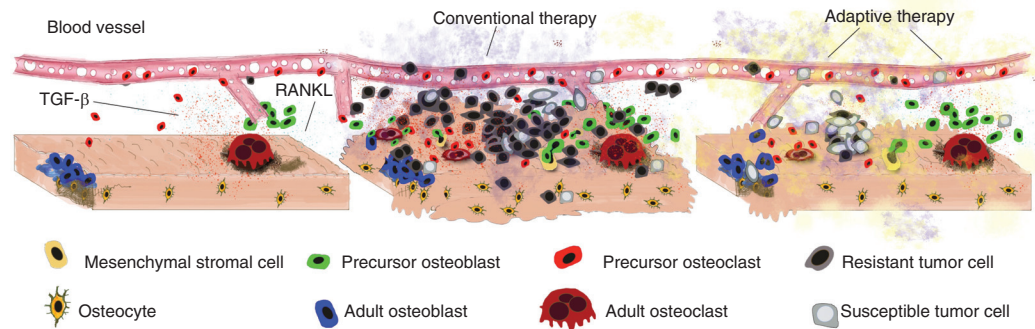 Blood vessel
Conventional therapy
Adaptive therapy
TGF-β
RANKL
Mesenchymal stromal cell
Precursor osteoblast
Precursor osteoclast
Resistant tumor cell
Osteocyte
Adult osteoblast
Adult osteoclast
Susceptible tumor cell